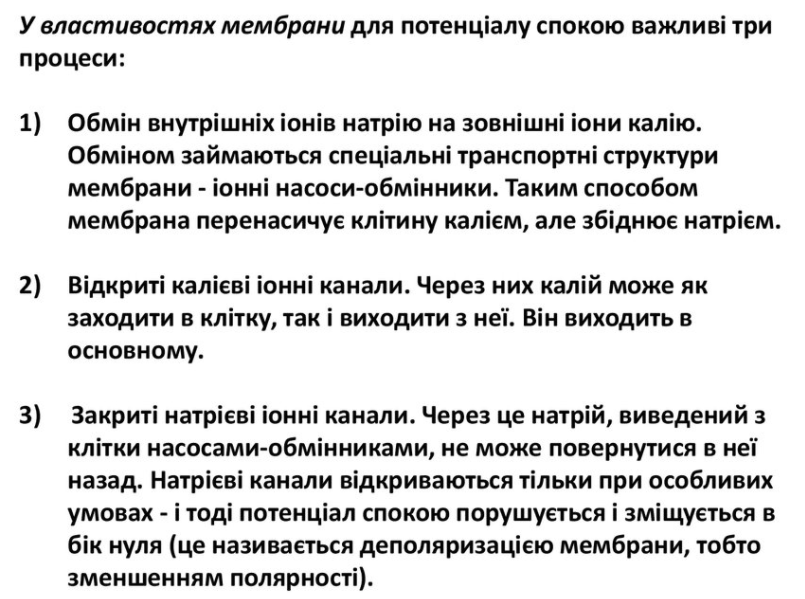 У властивостях мембрани для потенціалу спокою важливі три
процеси:
1) Обмін внутрішніх іонів натрію на зовнішні іони калію.
Обміном займаються спеціальні транспортні структури
мембрани - іонні насоси-обмінники. Таким способом
мембрана перенасичує клітину калієм, але збіднює натрієм.
2) Відкриті калієві іонні канали. Через них калій може як
заходити в клітку, так і виходити з неї. Він виходить в
основному.
3) Закриті натрієві іонні канали. Через це натрій, виведений з
клітки насосами-обмінниками, не може повернутися в неї
назад. Натрієві канали відкриваються тільки при особливих
умовах - і тоді потенціал спокою порушується і зміщується в
бік нуля (це називається деполяризацією мембрани, тобто
зменшенням полярності).